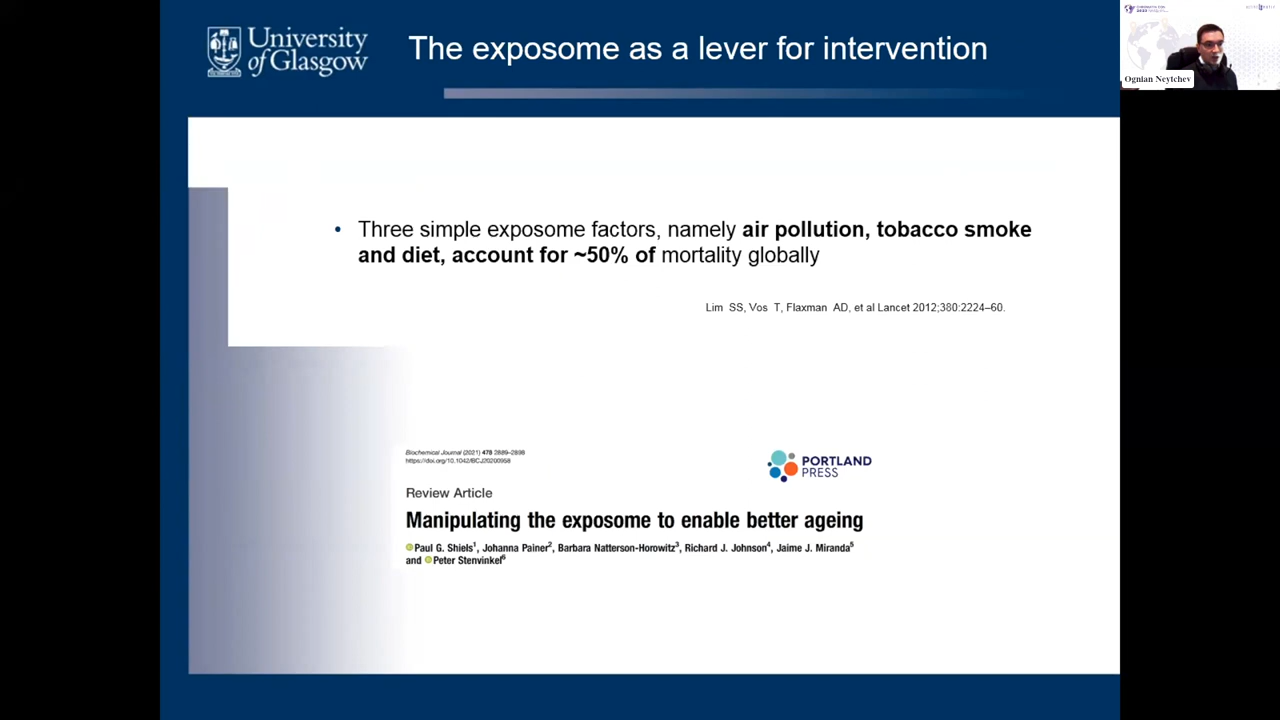 University
of Glasgow
The exposome as a lever for intervention
Ognian Neytchev
• Three simple exposome factors, namely air pollution, tobacco smoke
and diet, account for ~50% of mortality globally
Lim SS, Vos T, Flaxman AD, et al Lancet 2012;380:2224–60.
Biochemical Journal (2021) 478 2889–2898
https://doi.org/10.1042/BCJ20200958
PORTLAND
PRESS
Review Article
Manipulating the exposome to enable better ageing
Paul G. Shiels1, Johanna Painer2, Barbara Natterson-Horowitz3, Richard J. Johnson4, Jaime J. Miranda5
and Peter Stenvinkel6